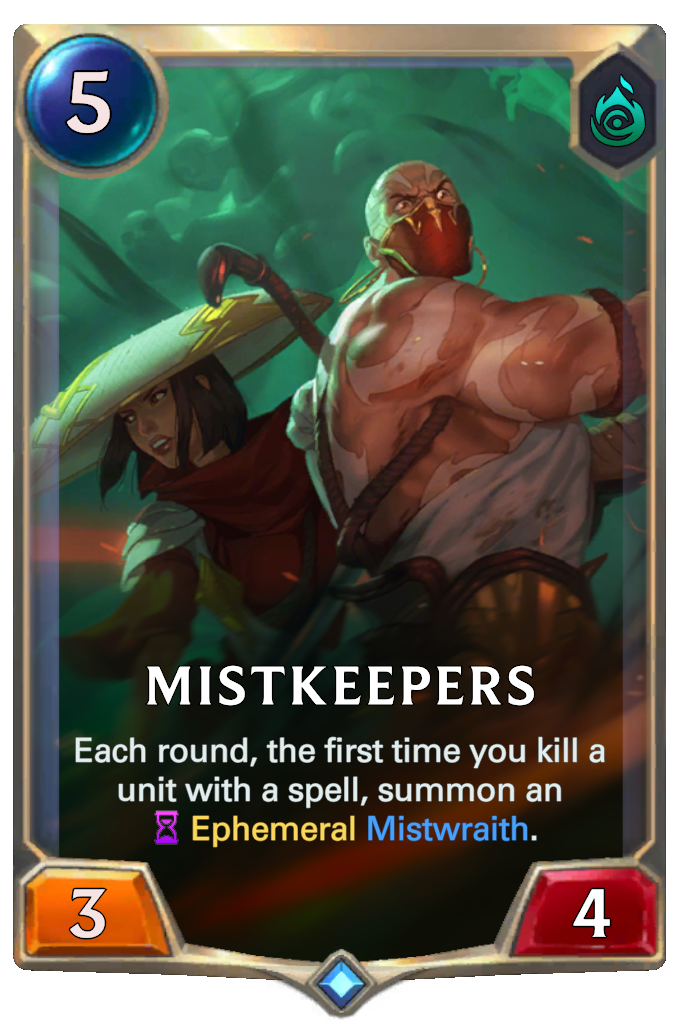 5
MISTKEEPERS
Each round, the first time you kill a
unit with a spell, summon an
Ephemeral Mistwraith.
3
4